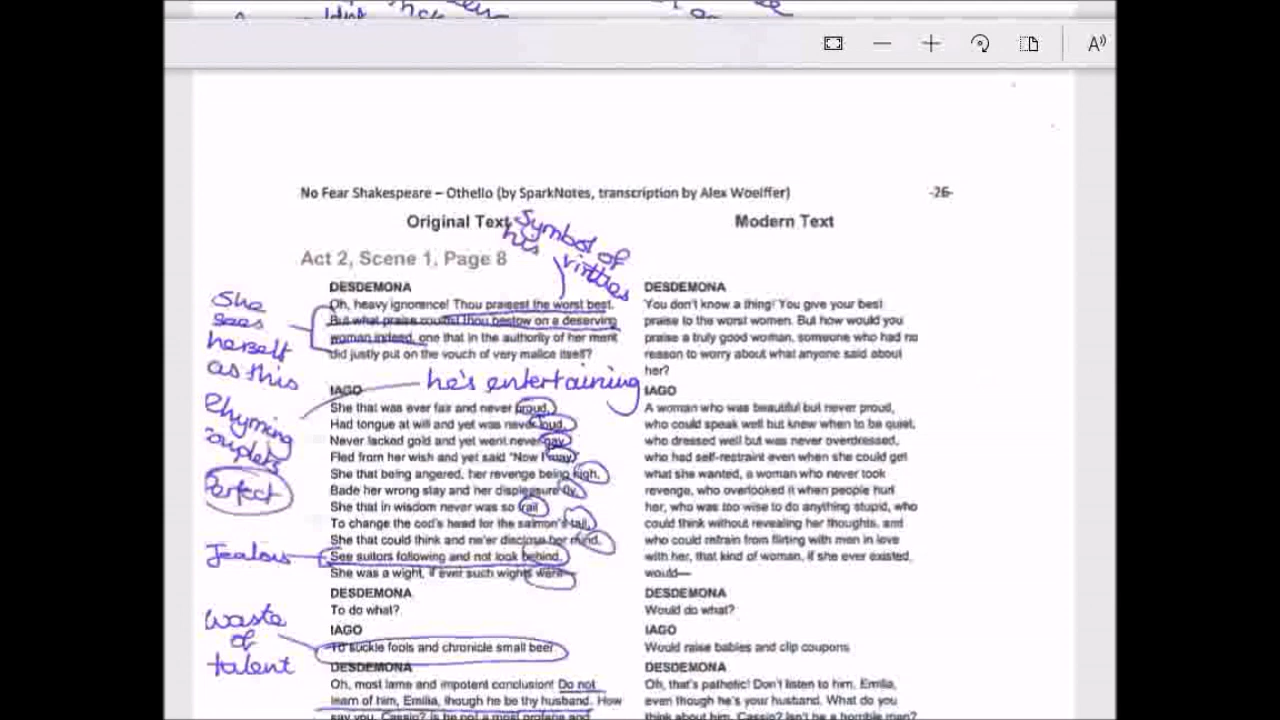 No Fear Shakespeare – Othello (by SparkNotes, transcription by Alex Woelffer)
-26-
Original Text
Modern Text
Symbol of
his virtues
Act 2, Scene 1, Page 8
DESDEMONA
Oh, heavy ignorance! Thou praisest the worst best.
But what praise couldst thou bestow on a deserving
woman indeed, one that in the authority of her merit
did justly put on the vouch of very malice itself?
She
sees
herself
as this
he's entertaining
IAGO
She that was ever fair and never proud,
Had tongue at will and yet was never loud,
Never lacked gold and yet went never gay,
Fled from her wish and yet said "Now I may,"
She that being angered, her revenge being nigh,
Bade her wrong stay and her displeasure fly,
She that in wisdom never was so frail
To change the cod's head for the salmon's tail,
She that could think and ne'er disclose her mind,
See suitors following and not look behind,
She was a wight, if ever such wights were—
Rhyming
couplets
Perfect
Jealous
DESDEMONA
To do what?
IAGO
To suckle fools and chronicle small beer
waste
of
talent
DESDEMONA
Oh, most lame and impotent conclusion! Do not
learn of him, Emilia, though he be thy husband. How
say you, Cassio? Is he not a most profane and
DESDEMONA
You don't know a thing! You give your best
praise to the worst women. But how would you
praise a truly good woman, someone who had no
reason to worry about what anyone said about
her?
IAGO
A woman who was beautiful but never proud,
who could speak well but knew when to be quiet,
who dressed well but was never overdressed,
who had self-restraint even when she could get
what she wanted, a woman who never took
revenge, who overlooked it when people hurt
her, who was too wise to do anything stupid, who
could think without revealing her thoughts, and
who could refrain from flirting with men in love
with her, that kind of woman, if she ever existed,
would—
DESDEMONA
Would do what?
IAGO
Would raise babies and clip coupons
DESDEMONA
Oh, that's pathetic! Don't listen to him, Emilia,
even though he's your husband. What do you
think about him, Cassio? Isn't he a horrible man?